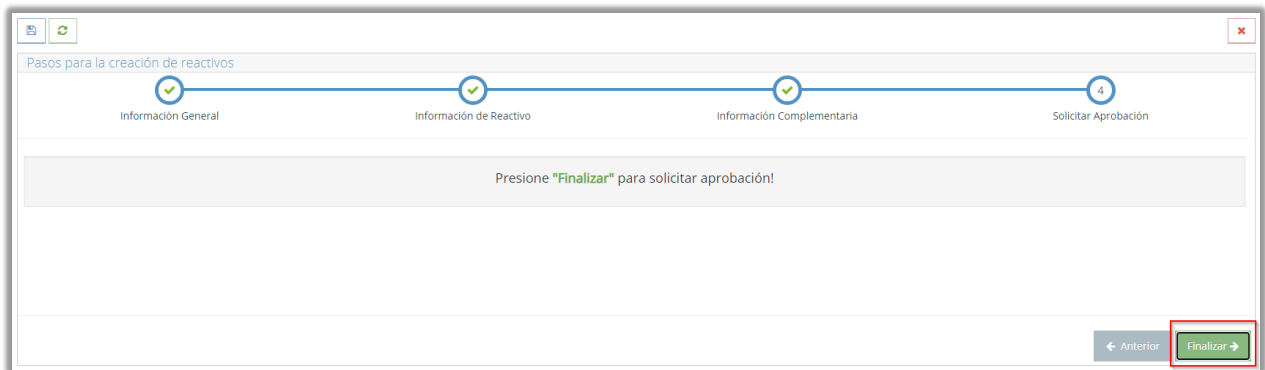 Pasos para la creación de reactivos
4
Información General
Información de Reactivo
Información Complementaria
Solicitar Aprobación
Presione "Finalizar" para solicitar aprobación!
Anterior
Finalizar